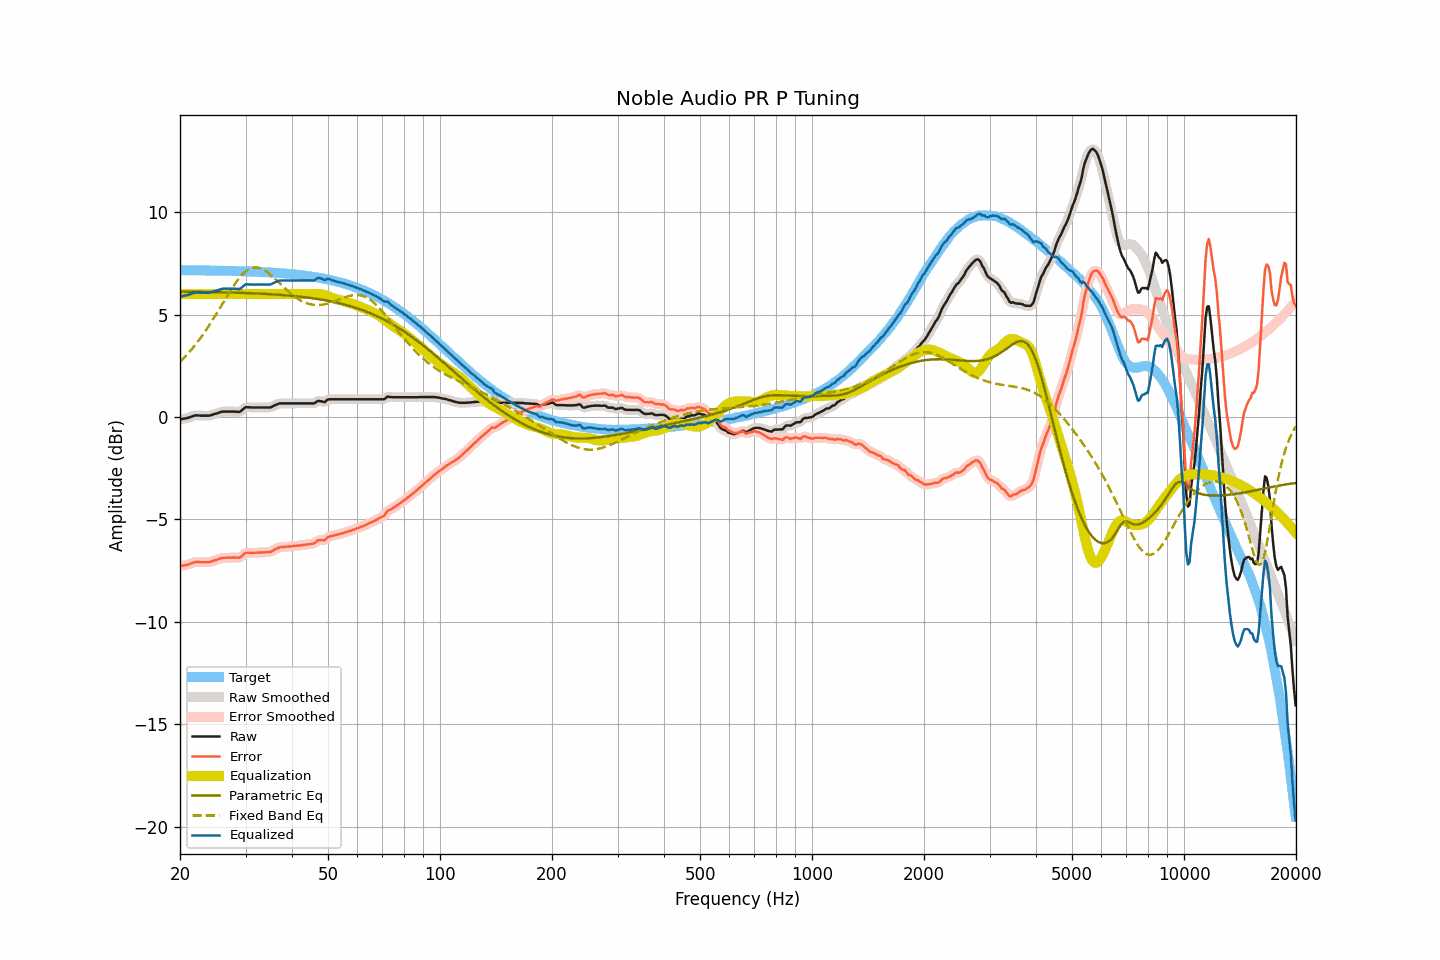 Noble Audio PR P Tuning
Amplitude (dBr)
10
5
0
−5
−10
−15
−20
Target
Raw Smoothed
Error Smoothed
Raw
Error
Equalization
Parametric Eq
Fixed Band Eq
Equalized
20 50 100 200 500 1000 2000 5000 10000 20000
Frequency (Hz)